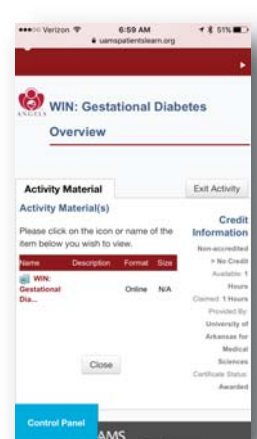 Verizon 6:59 AM 51%
uamspatientslearn.org
ANGELS
WIN: Gestational Diabetes
Overview
Activity Material
Exit Activity
Activity Material(s)
Please click on the icon or name of the
item below you wish to view.
Name Description Format Size
WIN:
Gestational
Dia...
Online N/A
Close
Credit
Information
Non-accredited
> No Credit
Available: 1
Hours
Claimed: 1 Hours
Provided By:
University of
Arkansas for
Medical
Sciences
Certificate Status:
Awarded
Control Panel
UAMS